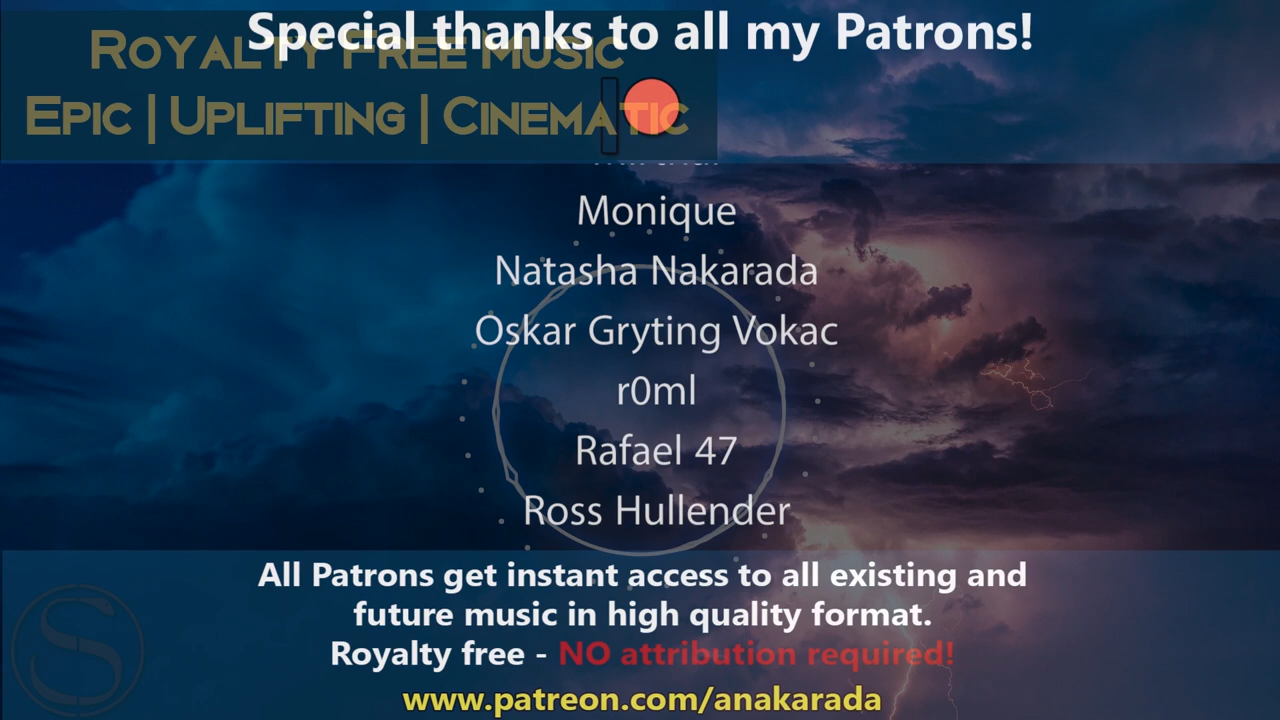 Special thanks to all my Patrons!
Royalty Free Music
Epic | Uplifting | Cinematic
Monique
Natasha Nakarada
Oskar Gryting Vokac
r0ml
Rafael 47
Ross Hullender
All Patrons get instant access to all existing and
future music in high quality format.
Royalty free - NO attribution required!
www.patreon.com/anakarada